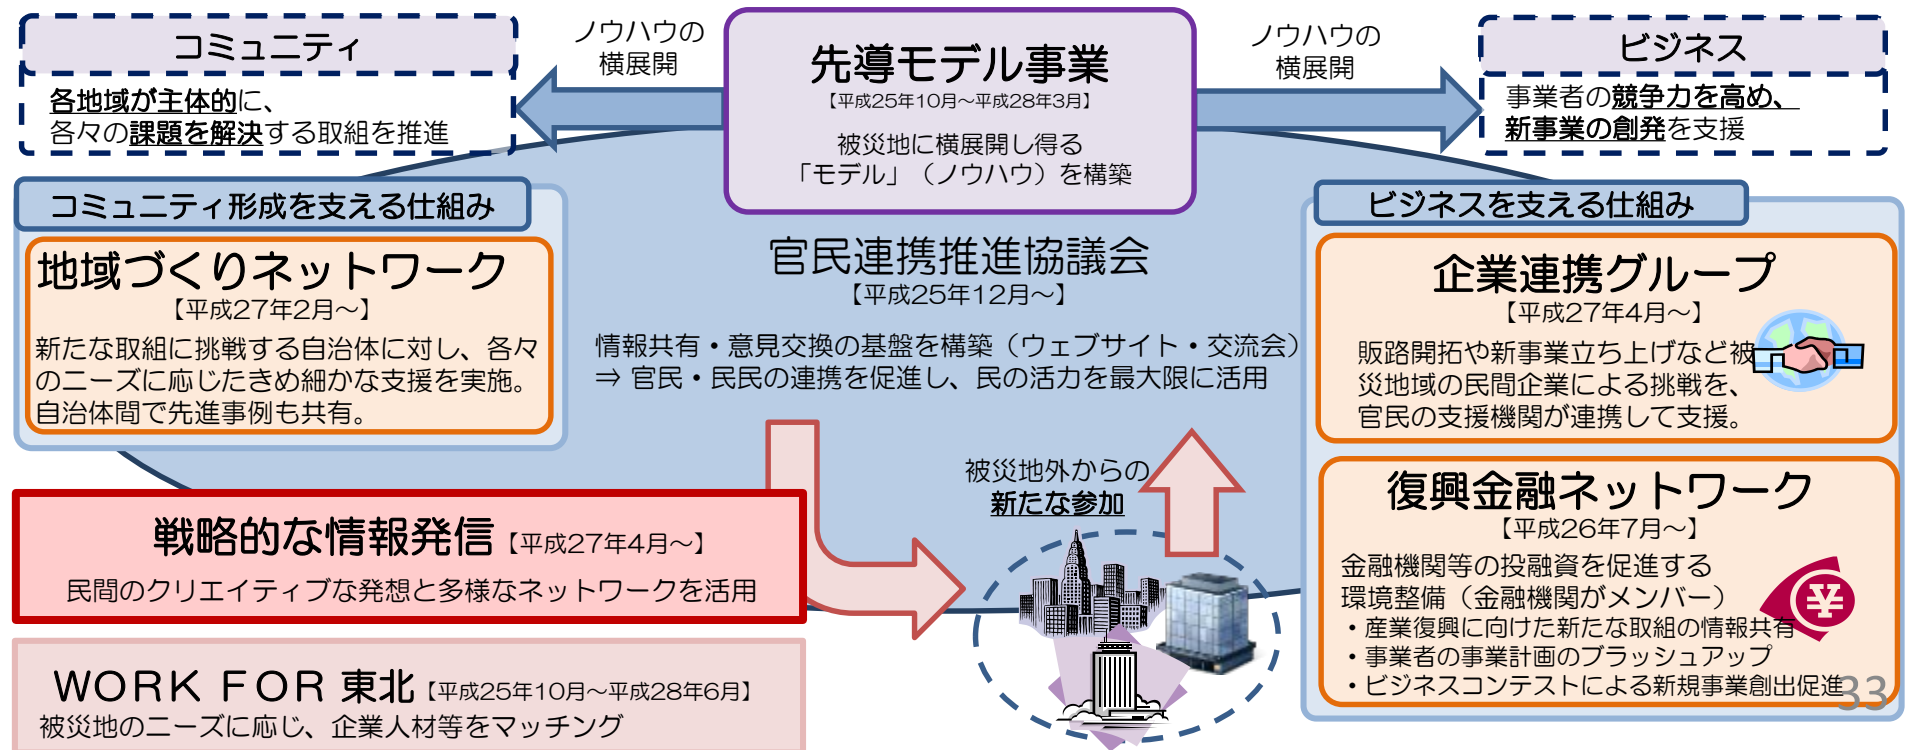 コミュニティ
各地域が主体的に、
各々の課題を解決する取組を推進
ノウハウの
横展開
先導モデル事業
【平成25年10月～平成28年3月】
被災地に横展開し得る
「モデル」（ノウハウ）を構築
ノウハウの
横展開
ビジネス
事業者の競争力を高め、
新事業の創発を支援
コミュニティ形成を支える仕組み
地域づくりネットワーク
【平成27年2月～】
新たな取組に挑戦する自治体に対し、各々
のニーズに応じたきめ細かな支援を実施。
自治体間で先進事例も共有。
官民連携推進協議会
【平成25年12月～】
情報共有・意見交換の基盤を構築（ウェブサイト・交流会）
⇒ 官民・民民の連携を促進し、民の活力を最大限に活用
ビジネスを支える仕組み
企業連携グループ
【平成27年4月～】
販路開拓や新事業立ち上げなど被
災地域の民間企業による挑戦を、
官民の支援機関が連携して支援。
復興金融ネットワーク
【平成26年7月～】
金融機関等の投融資を促進する
環境整備（金融機関がメンバー）
・産業復興に向けた新たな取組の情報共有
・事業者の事業計画のブラッシュアップ
・ビジネスコンテストによる新規事業創出促進
¥
被災地外からの
新たな参加
戦略的な情報発信【平成27年4月～】
民間のクリエイティブな発想と多様なネットワークを活用
ＷＯＲＫ ＦＯＲ 東北【平成25年10月～平成28年6月】
被災地のニーズに応じ、企業人材等をマッチング
33